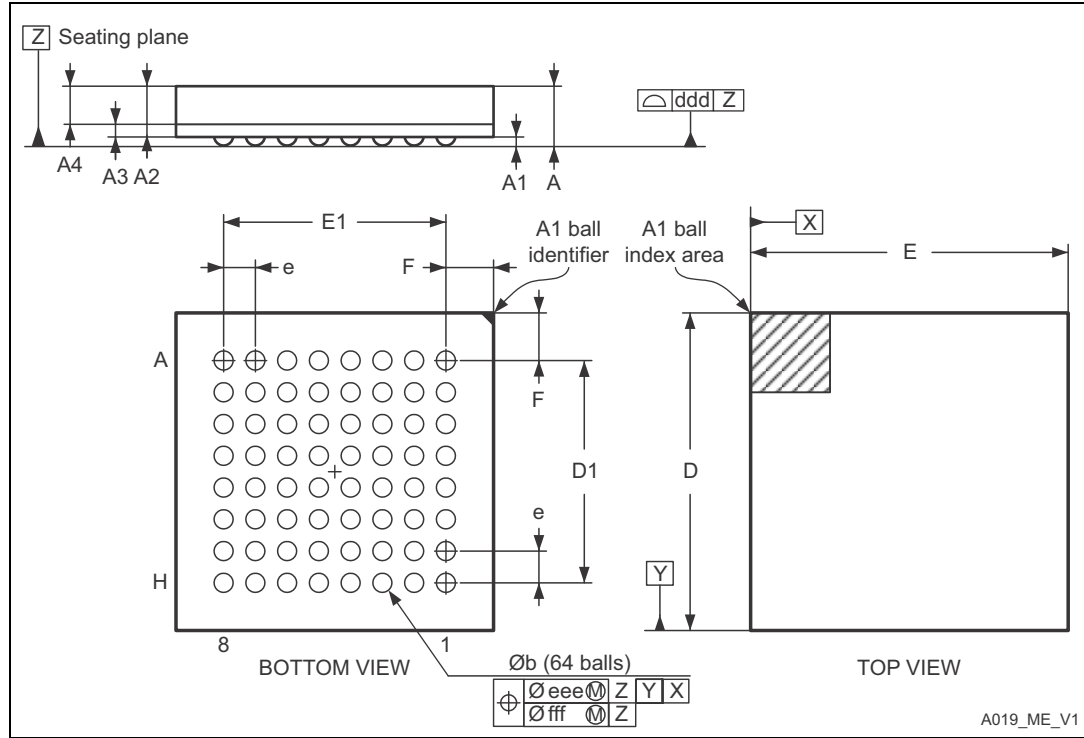 Z Seating plane
ddd Z
A4
A3 A2
A1
A
E1
e
F
A1 ball
identifier
A1 ball
index area
X
E
A
F
D1
D
e
H
Y
8
1
BOTTOM VIEW
Øb (64 balls)
TOP VIEW
Ø eee Ⓜ Z Y X
Ø fff Ⓜ Z
A019_ME_V1